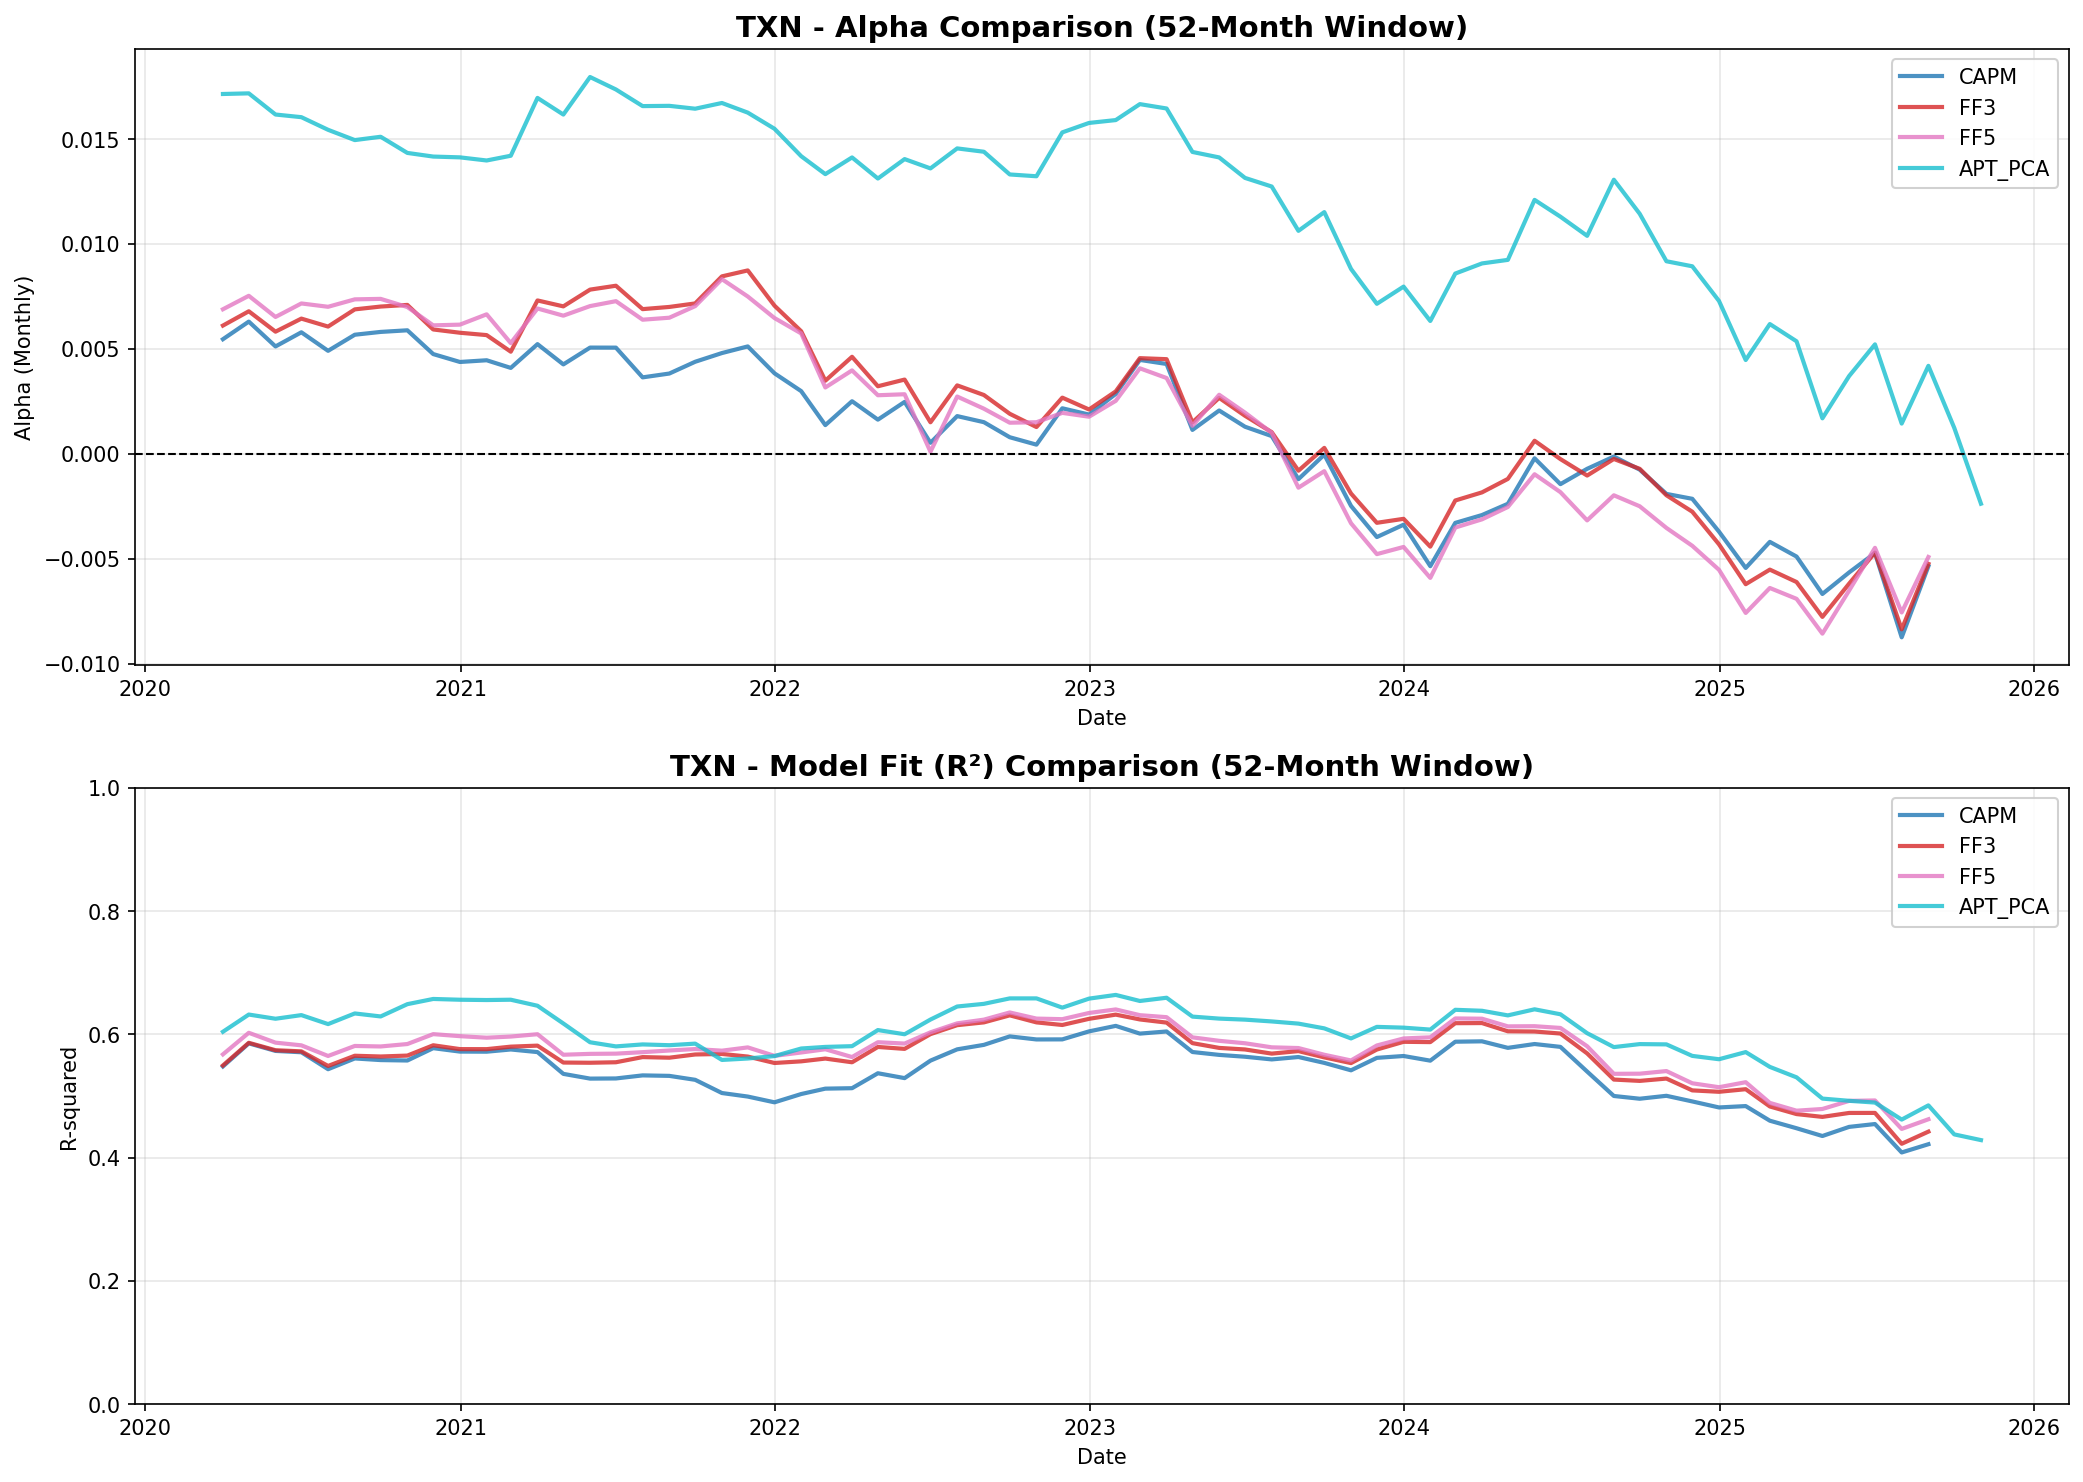 TXN - Alpha Comparison (52-Month Window)
CAPM
FF3
FF5
APT_PCA
Alpha (Monthly)
0.015
0.010
0.005
0.000
−0.005
−0.010
2020 2021 2022 2023 2024 2025 2026
Date
TXN - Model Fit (R²) Comparison (52-Month Window)
CAPM
FF3
FF5
APT_PCA
R-squared
1.0
0.8
0.6
0.4
0.2
0.0
2020 2021 2022 2023 2024 2025 2026
Date